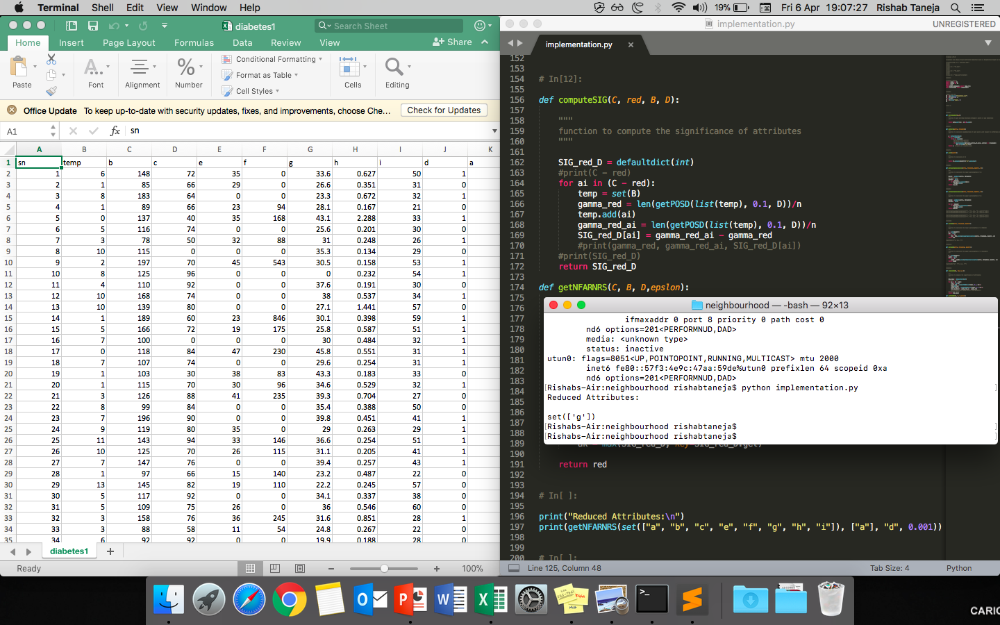 Terminal Shell Edit View Window Help 19% Fri 6 Apr 19:07:27 Rishab Taneja
diabetes1 Search Sheet
Home Insert Page Layout Formulas Data Review View Share
Paste Font Alignment Number Conditional Formatting Format as Table Cell Styles Cells Editing
Office Update To keep up-to-date with security updates, fixes, and improvements, choose Che... Check for Updates
A1 fx sn
A B C D E F G H I J K
1 sn temp b c e f g h i d a
2 1 6 148 72 35 0 33.6 0.627 50 1
3 2 1 85 66 29 0 26.6 0.351 31 0
4 3 8 183 64 0 0 23.3 0.672 32 1
5 4 1 89 66 23 94 28.1 0.167 21 0
6 5 0 137 40 35 168 43.1 2.288 33 1
7 6 5 116 74 0 0 25.6 0.201 30 0
8 7 3 78 50 32 88 31 0.248 26 1
9 8 10 115 0 0 0 35.3 0.134 29 0
10 9 2 197 70 45 543 30.5 0.158 53 1
11 10 8 125 96 0 0 0 0.232 54 1
12 11 4 110 92 0 0 37.6 0.191 30 0
13 12 10 168 74 0 0 38 0.537 34 1
14 13 10 139 80 0 0 27.1 1.441 57 0
15 14 1 189 60 23 846 30.1 0.398 59 1
16 15 5 166 72 19 175 25.8 0.587 51 1
17 16 7 100 0 0 0 30 0.484 32 1
18 17 0 118 84 47 230 45.8 0.551 31 1
19 18 7 107 74 0 0 29.6 0.254 31 1
20 19 1 103 30 38 83 43.3 0.183 33 0
21 20 1 115 70 30 96 34.6 0.529 32 1
22 21 3 126 88 41 235 39.3 0.704 27 0
23 22 8 99 84 0 0 35.4 0.388 50 0
24 23 7 196 90 0 0 39.8 0.451 41 1
25 24 9 119 80 35 0 29 0.263 29 1
26 25 11 143 94 33 146 36.6 0.254 51 1
27 26 10 125 70 26 115 31.1 0.205 41 1
28 27 7 147 76 0 0 39.4 0.257 43 1
29 28 1 97 66 15 140 23.2 0.487 22 0
30 29 13 145 82 19 110 22.2 0.245 57 0
31 30 5 117 92 0 0 34.1 0.337 38 0
32 31 5 109 75 26 0 36 0.546 60 0
33 32 3 158 76 36 245 31.6 0.851 28 1
34 33 3 88 58 11 54 24.8 0.267 22 0
35 34 6 92 92 0 0 19.9 0.188 28 0
diabetes1 +
Ready 100%
implementation.py UNREGISTERED
implementation.py
152
153
154 # In[12]:
155
156 def computeSIG(C, red, B, D):
157
158 """
159 function to compute the significance of attributes
160 """
161
162 SIG_red_D = defaultdict(int)
163 #print(C - red)
164 for ai in (C - red):
165 temp = set(B)
166 gamma_red = len(getPOSD(list(temp), 0.1, D))/n
167 temp.add(ai)
168 gamma_red_ai = len(getPOSD(list(temp), 0.1, D))/n
169 SIG_red_D[ai] = gamma_red_ai - gamma_red
170 #print(gamma_red, gamma_red_ai, SIG_red_D[ai])
171 #print(SIG_red_D)
172 return SIG_red_D
173
174 def getNFARNRS(C, B, D,epslon):
175
176
177
178
179
180
181
182
183
184
185
186
187
188
189
190
191 return red
192
193
194 # In[ ]:
195
196 print("Reduced Attributes:\n")
197 print(getNFARNRS(set(["a", "b", "c", "e", "f", "g", "h", "i"]), ["a"], "d", 0.001))
198
199
200 # In[ ]:
Line 125, Column 48 Tab Size: 4 Python
neighbourhood — -bash — 92×13
ifmaxaddr 0 port 8 priority 0 path cost 0
nd6 options=201<PERFORMNUD,DAD>
media: <unknown type>
status: inactive
utun0: flags=8051<UP,POINTOPOINT,RUNNING,MULTICAST> mtu 2000
inet6 fe80::57f3:4e9c:47aa:59de%utun0 prefixlen 64 scopeid 0xa
nd6 options=201<PERFORMNUD,DAD>
[Rishabs-Air:neighbourhood rishabtaneja$ python implementation.py ]
Reduced Attributes:
set(['g'])
[Rishabs-Air:neighbourhood rishabtaneja$ ]
[Rishabs-Air:neighbourhood rishabtaneja$ ]
CARIO